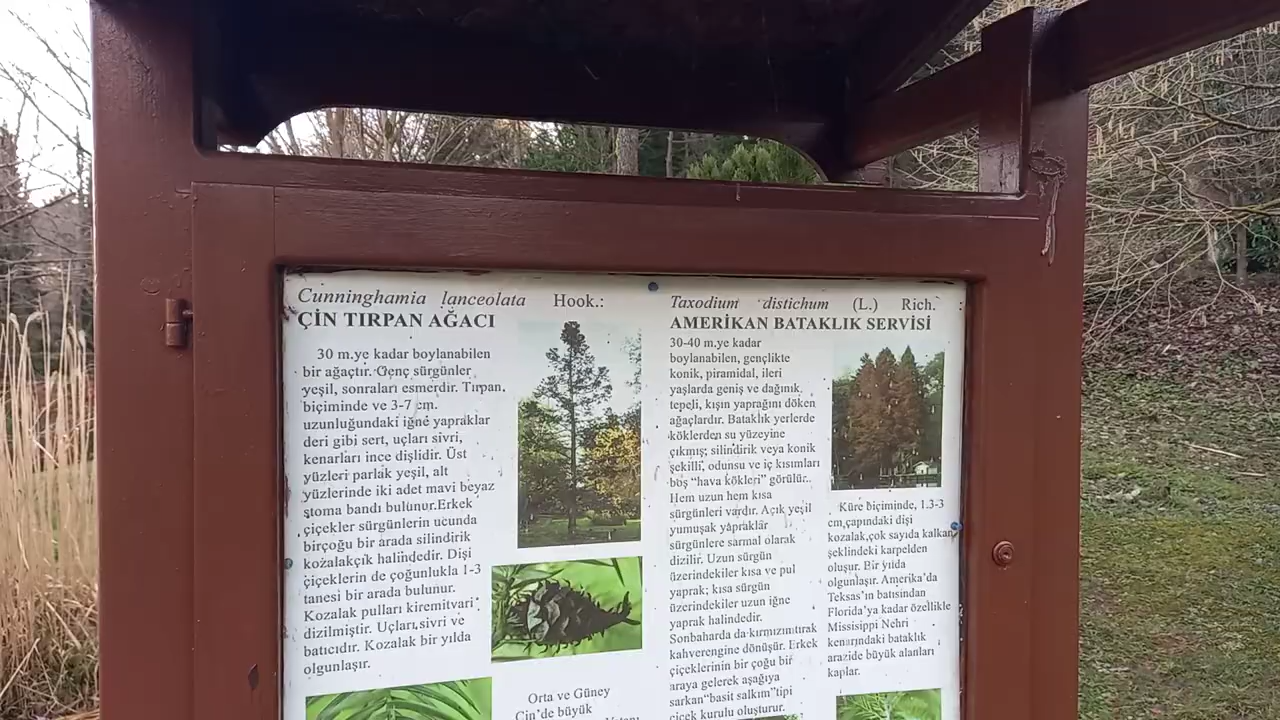 Cunninghamia lanceolata Hook.:
ÇİN TIRPAN AĞACI
30 m.ye kadar boylanabilen
bir ağaçtır. Genç sürgünler
yeşil, sonraları esmerdir. Tırpan
biçiminde ve 3-7 cm.
uzunluğundaki iğne yapraklar
deri gibi sert, uçları sivri,
kenarları ince dişlidir. Üst
yüzleri parlak yeşil, alt
yüzlerinde iki adet mavi beyaz
stoma bandı bulunur.Erkek
çiçekler sürgünlerin ucunda
birçoğu bir arada silindirik
kozalakçık halindedir. Dişi
çiçeklerin de çoğunlukla 1-3
tanesi bir arada bulunur.
Kozalak pulları kiremitvari
dizilmiştir. Uçları sivri ve
batıcıdır. Kozalak bir yılda
olgunlaşır.
Orta ve Güney
Çin'de büyük
Taxodium distichum (L.) Rich.
AMERİKAN BATAKLIK SERVİSİ
30-40 m.ye kadar
boylanabilen, gençlikte
konik, piramidal, ileri
yaşlarda geniş ve dağınık
tepeli, kışın yaprağını döken
ağaçlardır. Bataklık yerlerde
köklerden su yüzeyine
çıkmış; silindirik veya konik
şekilli, odunsu ve iç kısımları
boş "hava kökleri" görülür.
Hem uzun hem kısa
sürgünleri vardır. Açık yeşil
yumuşak yapraklar
sürgünlere sarmal olarak
dizilir. Uzun sürgün
üzerindekiler kısa ve pul
yaprak; kısa sürgün
üzerindekiler uzun iğne
yaprak halindedir.
Sonbaharda da kırmızımtırak
kahverengine dönüşür. Erkek
çiçeklerinin bir çoğu bir
araya gelerek aşağıya
sarkan"basit salkım"tipi
çiçek kurulu oluşturur.
Küre biçiminde, 1.3-3
cm,çapındaki dişi
kozalak,çok sayıda kalkan
şeklindeki karpelden
oluşur. Bir yılda
olgunlaşır. Amerika'da
Teksas'ın batısından
Florida'ya kadar özellikle
Missisipi Nehri
kenarındaki bataklık
arazide büyük alanları
kaplar.